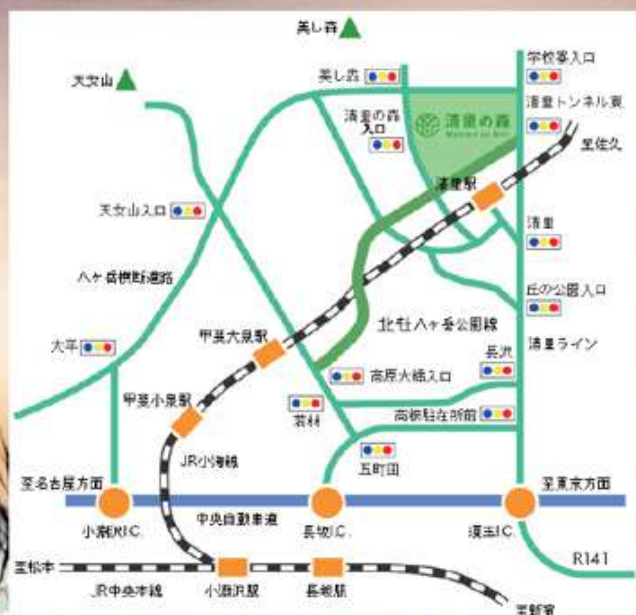 美し森
学校寮入口
天女山
美し森
清里トンネル東
清里の森
入口
清里の森
至佐久
清里駅
天女山入口
清里
八ヶ岳横断道路
丘の公園入口
甲斐大泉駅
北杜八ヶ岳公園線
清里ライン
大平
長沢
高原大橋入口
甲斐小泉駅
高根駐在所前
若林
JR小海線
五町田
至名古屋方面
至東京方面
中央自動車道
小淵沢I.C.
長坂I.C.
須玉I.C.
R141
至松本
JR中央本線
小淵沢駅
長坂駅
至新宿